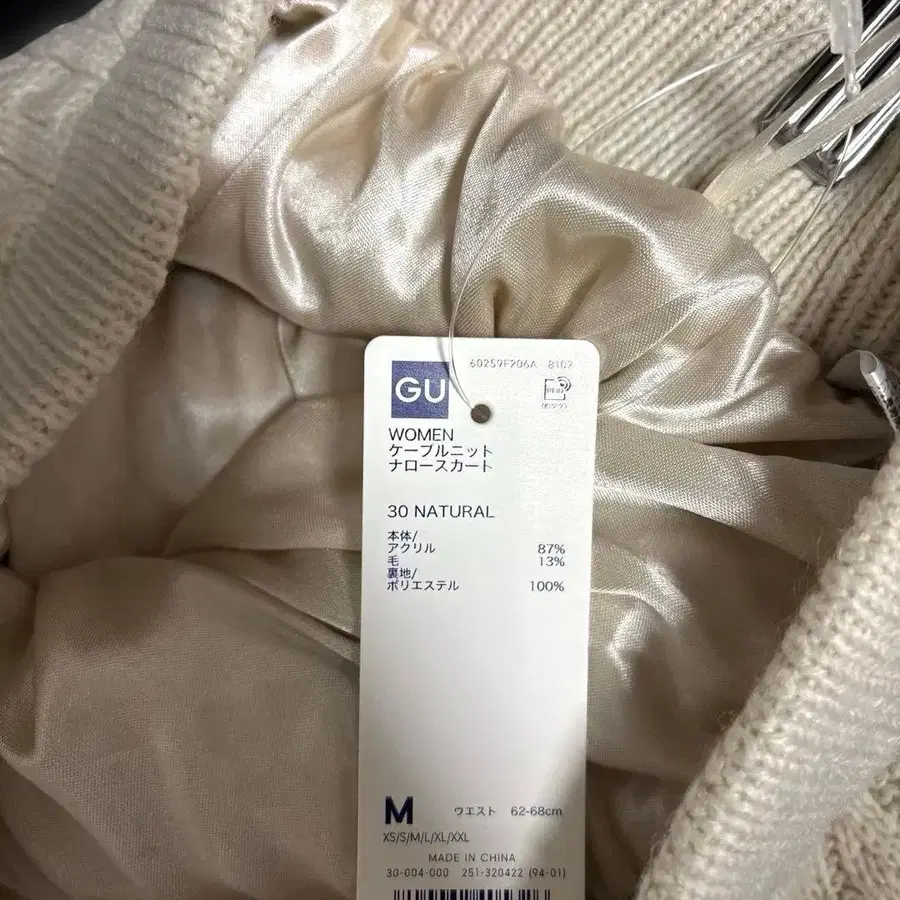 60259F206A 8109
GU
WOMEN
ケーブルニット
ナロースカート
30 NATURAL
本体/
アクリル 87%
毛 13%
裏地/
ポリエステル 100%
M ウエスト 62-68cm
XS/S/M/L/XL/XXL
MADE IN CHINA
30-004-000 251-320422 (94-01)